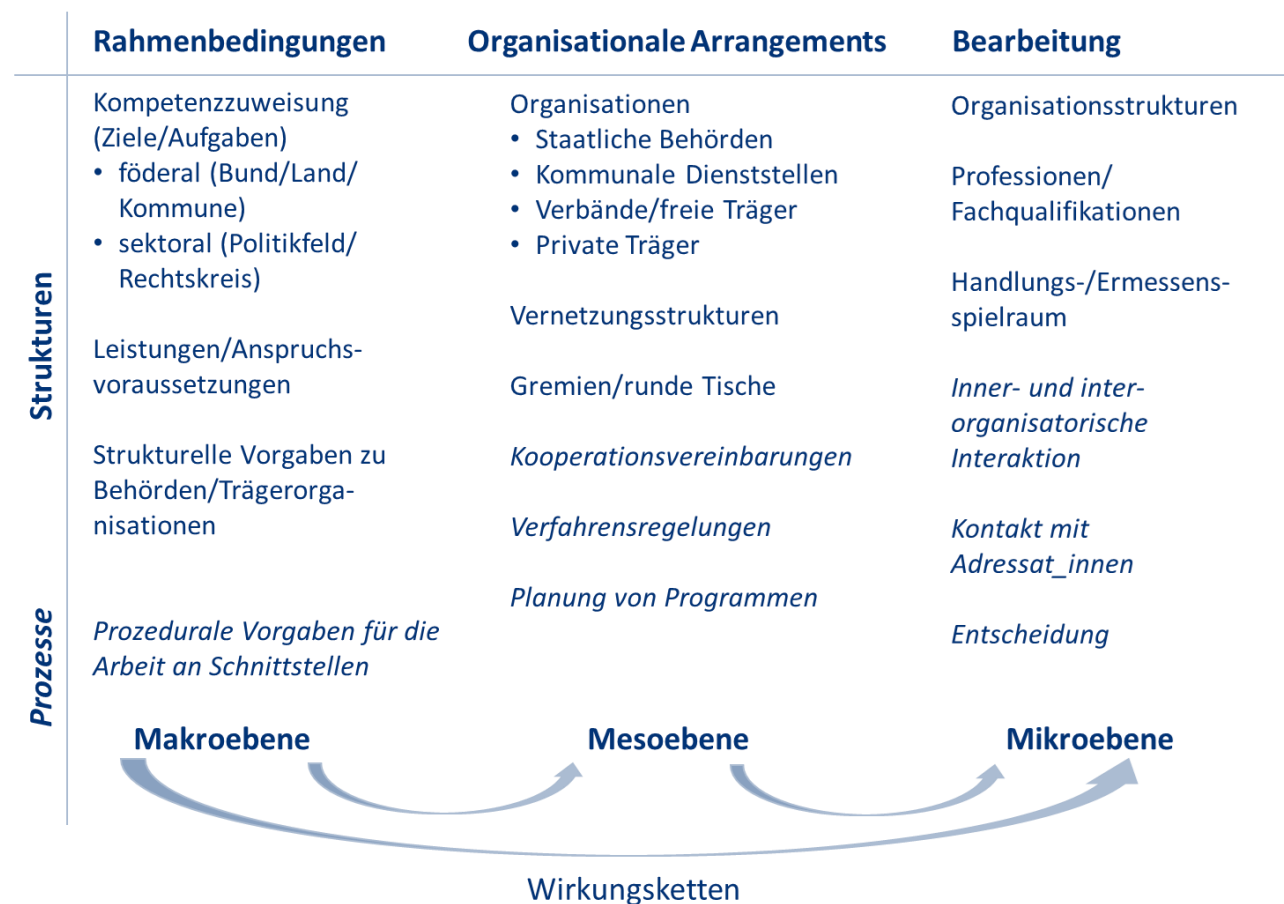 Rahmenbedingungen
Organisationale Arrangements
Bearbeitung
Strukturen
Prozesse
Kompetenzzuweisung
(Ziele/Aufgaben)
• föderal (Bund/Land/
Kommune)
• sektoral (Politikfeld/
Rechtskreis)
Leistungen/Anspruchs-
voraussetzungen
Strukturelle Vorgaben zu
Behörden/Trägerorga-
nisationen
Prozedurale Vorgaben für die
Arbeit an Schnittstellen
Organisationen
• Staatliche Behörden
• Kommunale Dienststellen
• Verbände/freie Träger
• Private Träger
Vernetzungsstrukturen
Gremien/runde Tische
Kooperationsvereinbarungen
Verfahrensregelungen
Planung von Programmen
Organisationsstrukturen
Professionen/
Fachqualifikationen
Handlungs-/Ermessens-
spielraum
Inner- und inter-
organisatorische
Interaktion
Kontakt mit
Adressat_innen
Entscheidung
Makroebene
Mesoebene
Mikroebene
Wirkungsketten